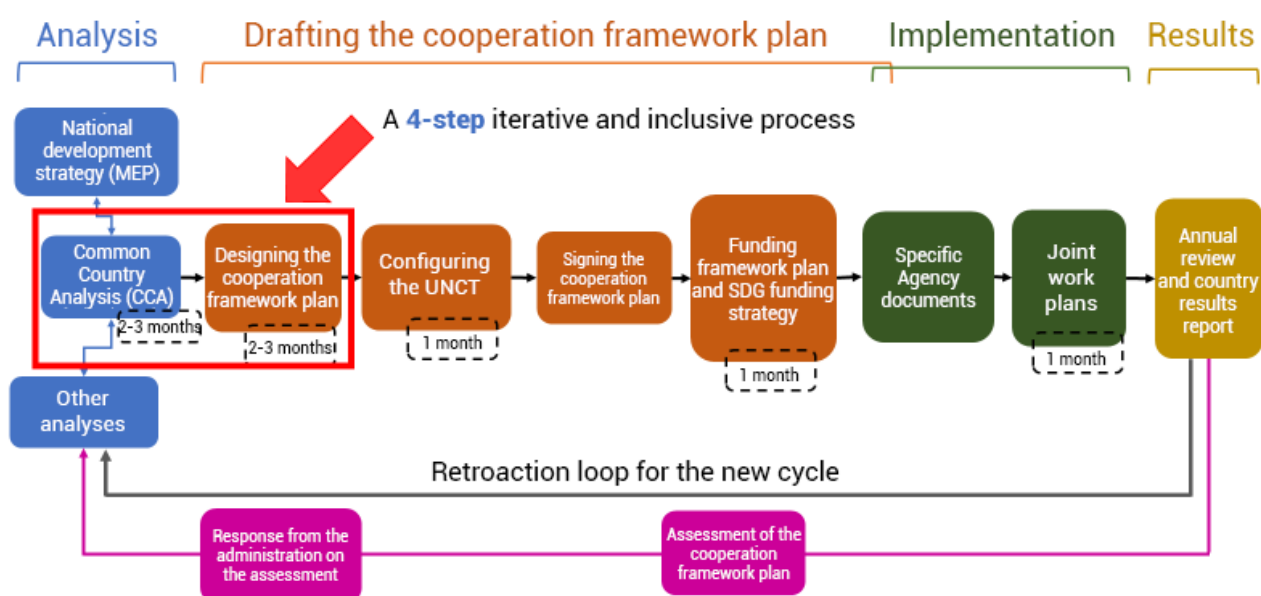 Analysis
Drafting the cooperation framework plan
Implementation
Results
A 4-step iterative and inclusive process
National
development
strategy (MEP)
Common
Country
Analysis (CCA)
2-3 months
Designing the
cooperation
framework plan
2-3 months
Configuring
the UNCT
1 month
Signing the
cooperation
framework plan
Funding
framework plan
and SDG funding
strategy
1 month
Specific
Agency
documents
Joint
work
plans
1 month
Annual
review
and country
results
report
Other
analyses
Retroaction loop for the new cycle
Response from the
administration on
the assessment
Assessment of the
cooperation
framework plan